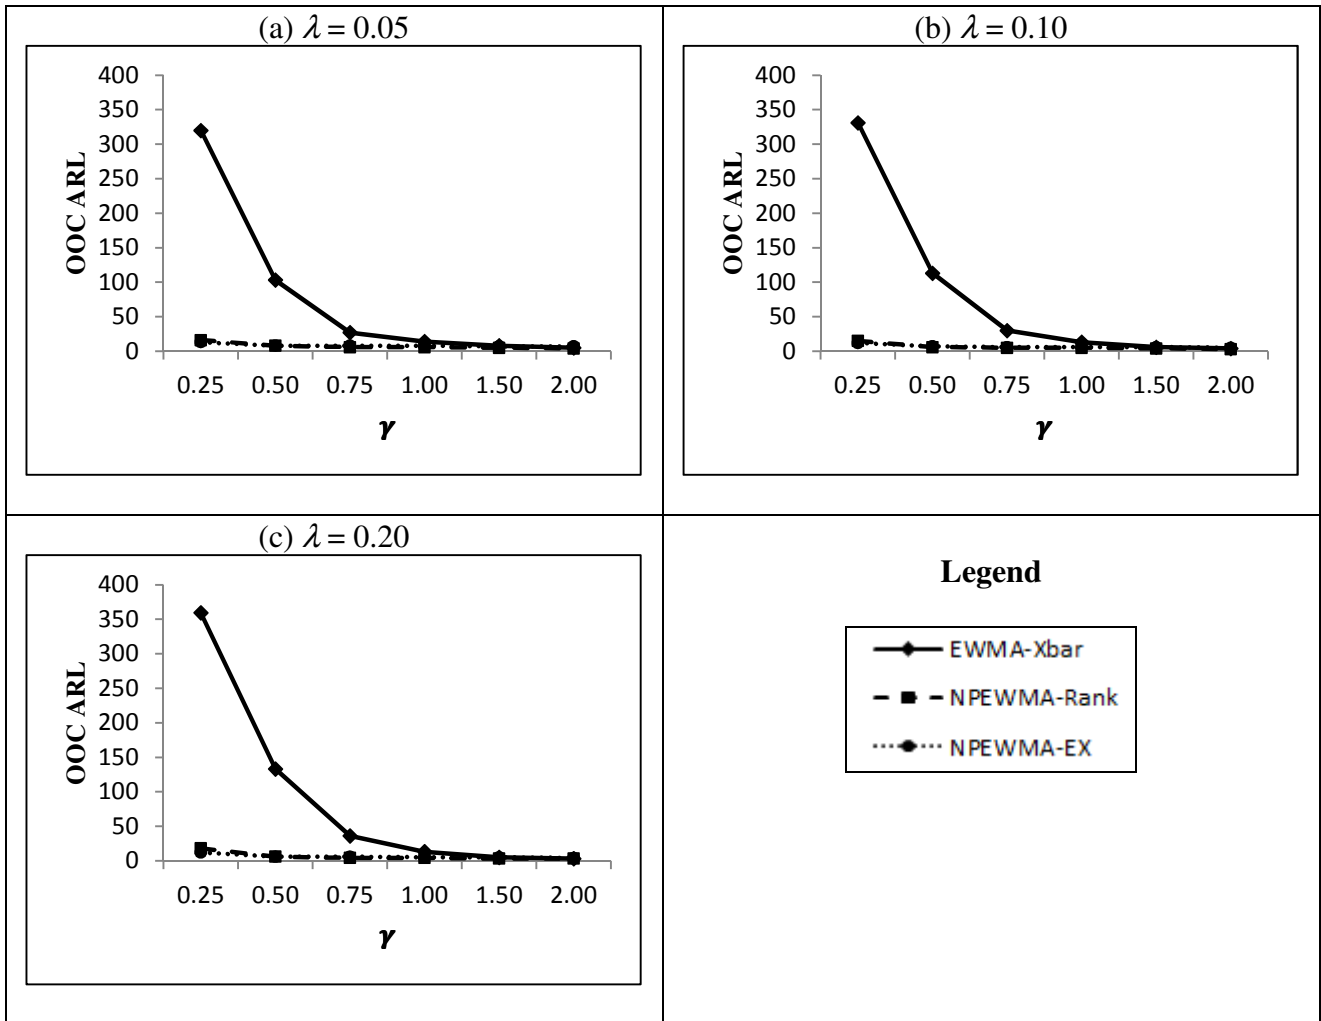 (a) λ = 0.05
400
350
300
250
200
150
100
50
0
OOC ARL
0.25 0.50 0.75 1.00 1.50 2.00
γ
(b) λ = 0.10
400
350
300
250
200
150
100
50
0
OOC ARL
0.25 0.50 0.75 1.00 1.50 2.00
γ
(c) λ = 0.20
400
350
300
250
200
150
100
50
0
OOC ARL
0.25 0.50 0.75 1.00 1.50 2.00
γ
Legend
EWMA-Xbar
NPEWMA-Rank
NPEWMA-EX